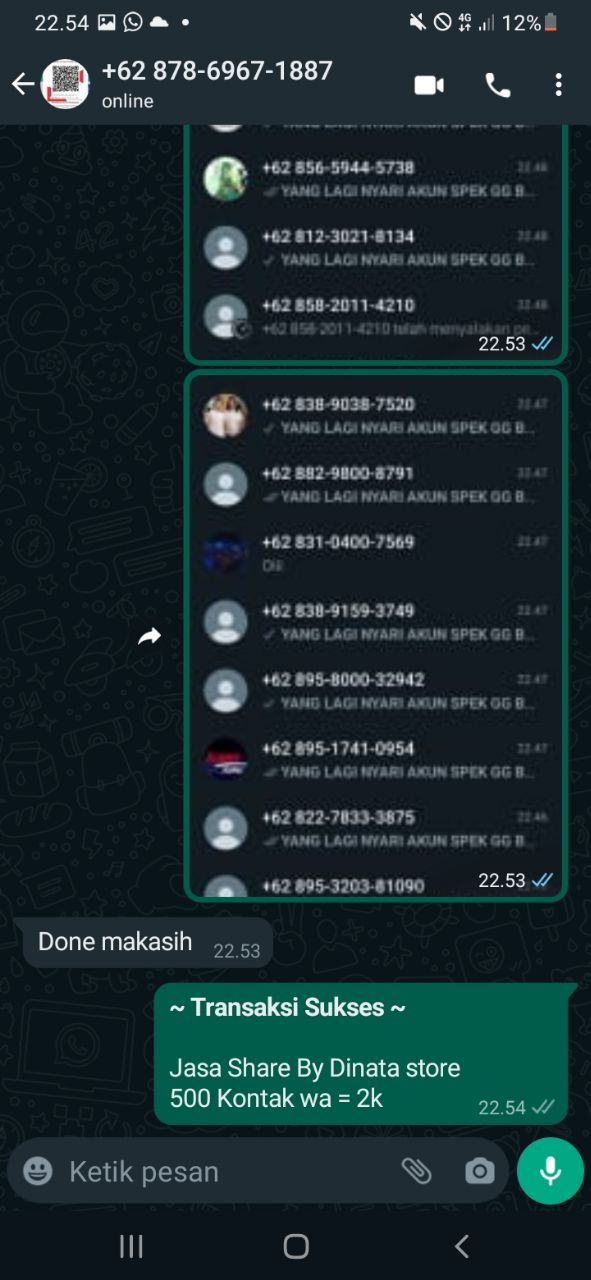 22.54
4G
12%
+62 878-6967-1887
online
+62 856-5944-5738
22.48
YANG LAGI NYARI AKUN SPEK GG B...
+62 812-3021-8134
22.48
YANG LAGI NYARI AKUN SPEK GG B...
+62 858-2011-4210
22.48
+62 858-2011-4210 telah menyalakan pe...
22.53
+62 838-9038-7520
22.47
YANG LAGI NYARI AKUN SPEK GG B...
+62 882-9800-8791
22.47
YANG LAGI NYARI AKUN SPEK GG B...
+62 831-0400-7569
22.47
+62 838-9159-3749
22.47
YANG LAGI NYARI AKUN SPEK GG B...
+62 895-8000-32942
22.47
YANG LAGI NYARI AKUN SPEK GG B...
+62 895-1741-0954
22.47
YANG LAGI NYARI AKUN SPEK GG B...
+62 822-7833-3875
22.46
YANG LAGI NYARI AKUN SPEK GG B...
+62 895-3203-81090
22.53
Done makasih
22.53
~ Transaksi Sukses ~
Jasa Share By Dinata store
500 Kontak wa = 2k
22.54
Ketik pesan